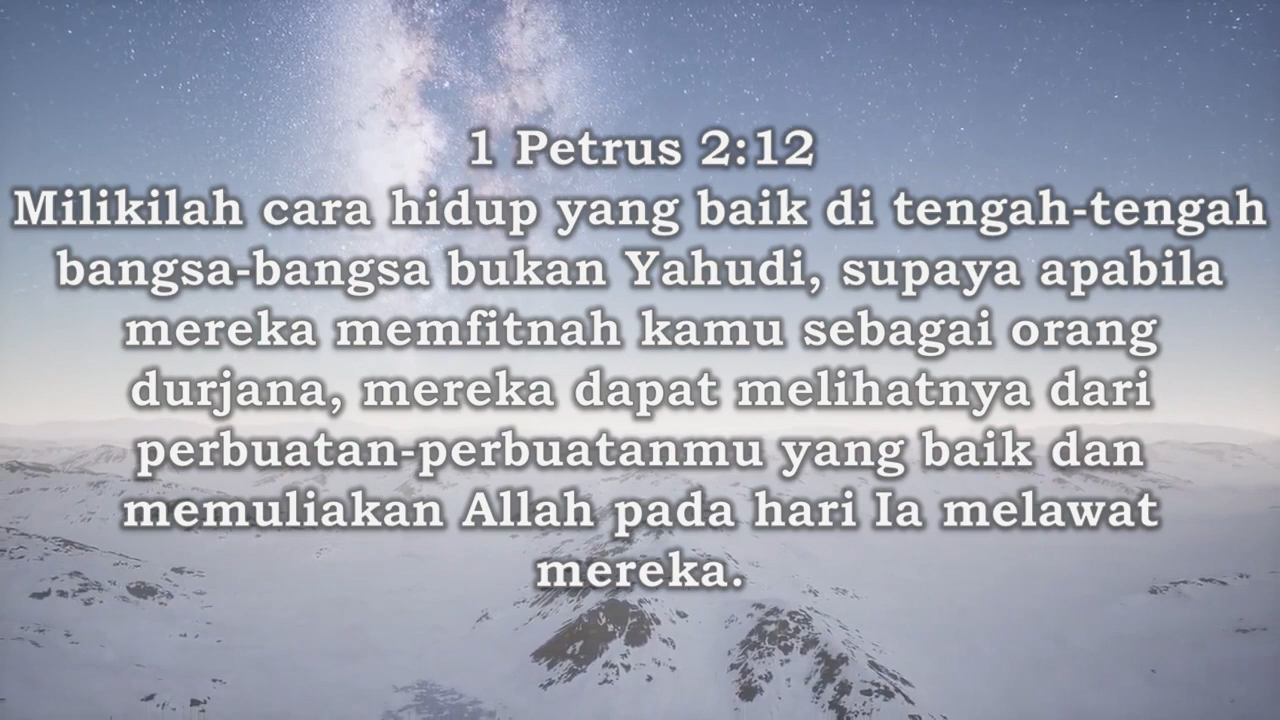 1 Petrus 2:12
Milikilah cara hidup yang baik di tengah-tengah
bangsa-bangsa bukan Yahudi, supaya apabila
mereka memfitnah kamu sebagai orang
durjana, mereka dapat melihatnya dari
perbuatan-perbuatanmu yang baik dan
memuliakan Allah pada hari Ia melawat
mereka.